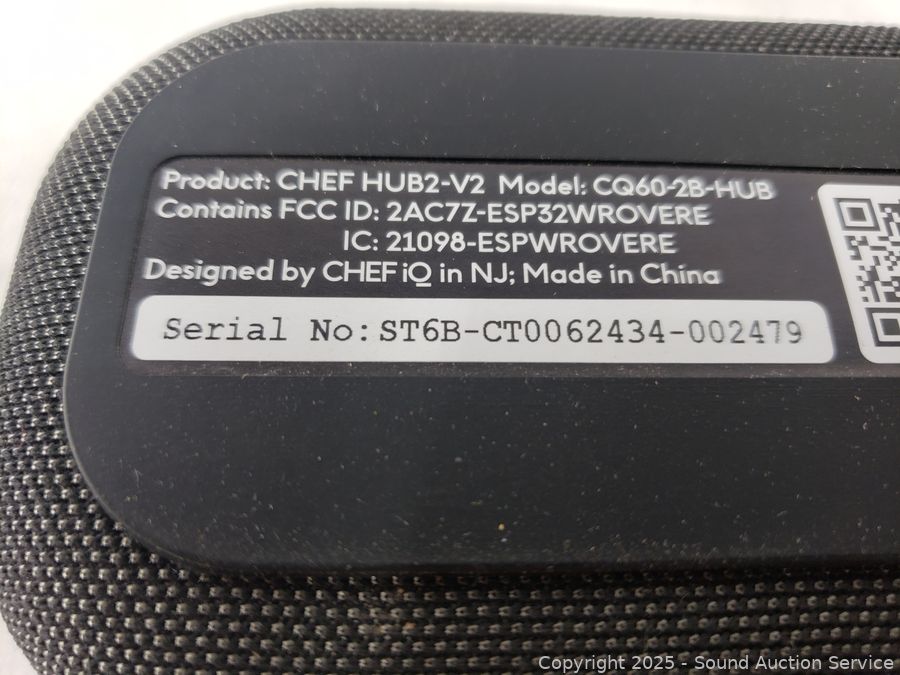 Product: CHEF HUB2-V2 Model: CQ60-2B-HUB
Contains FCC ID: 2AC7Z-ESP32WROVERE
IC: 21098-ESPWROVERE
Designed by CHEF iQ in NJ; Made in China
Serial No: ST6B-CT0062434-002479
Copyright 2025 - Sound Auction Service